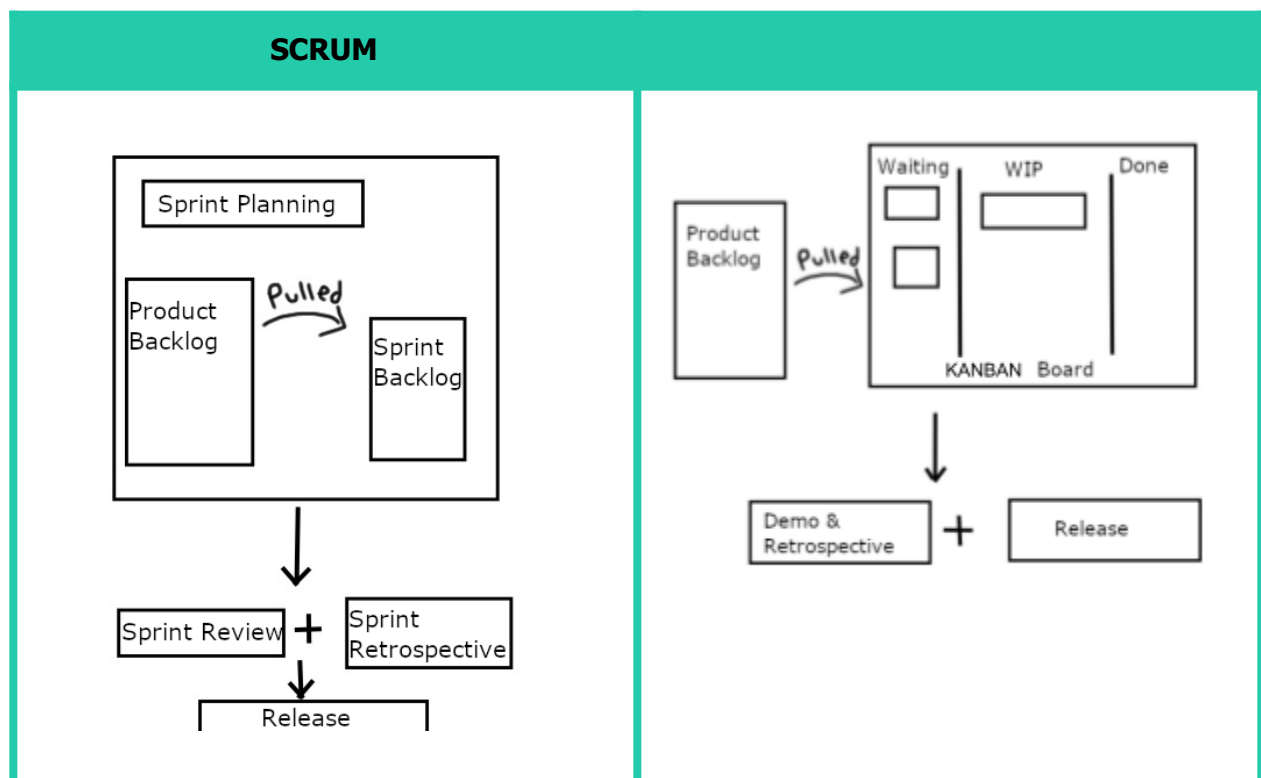 SCRUM
Sprint Planning
Product
Backlog
Pulled
Sprint
Backlog
Sprint Review
+
Sprint
Retrospective
Release
Product
Backlog
Pulled
Waiting
WIP
Done
KANBAN Board
Demo &
Retrospective
+
Release